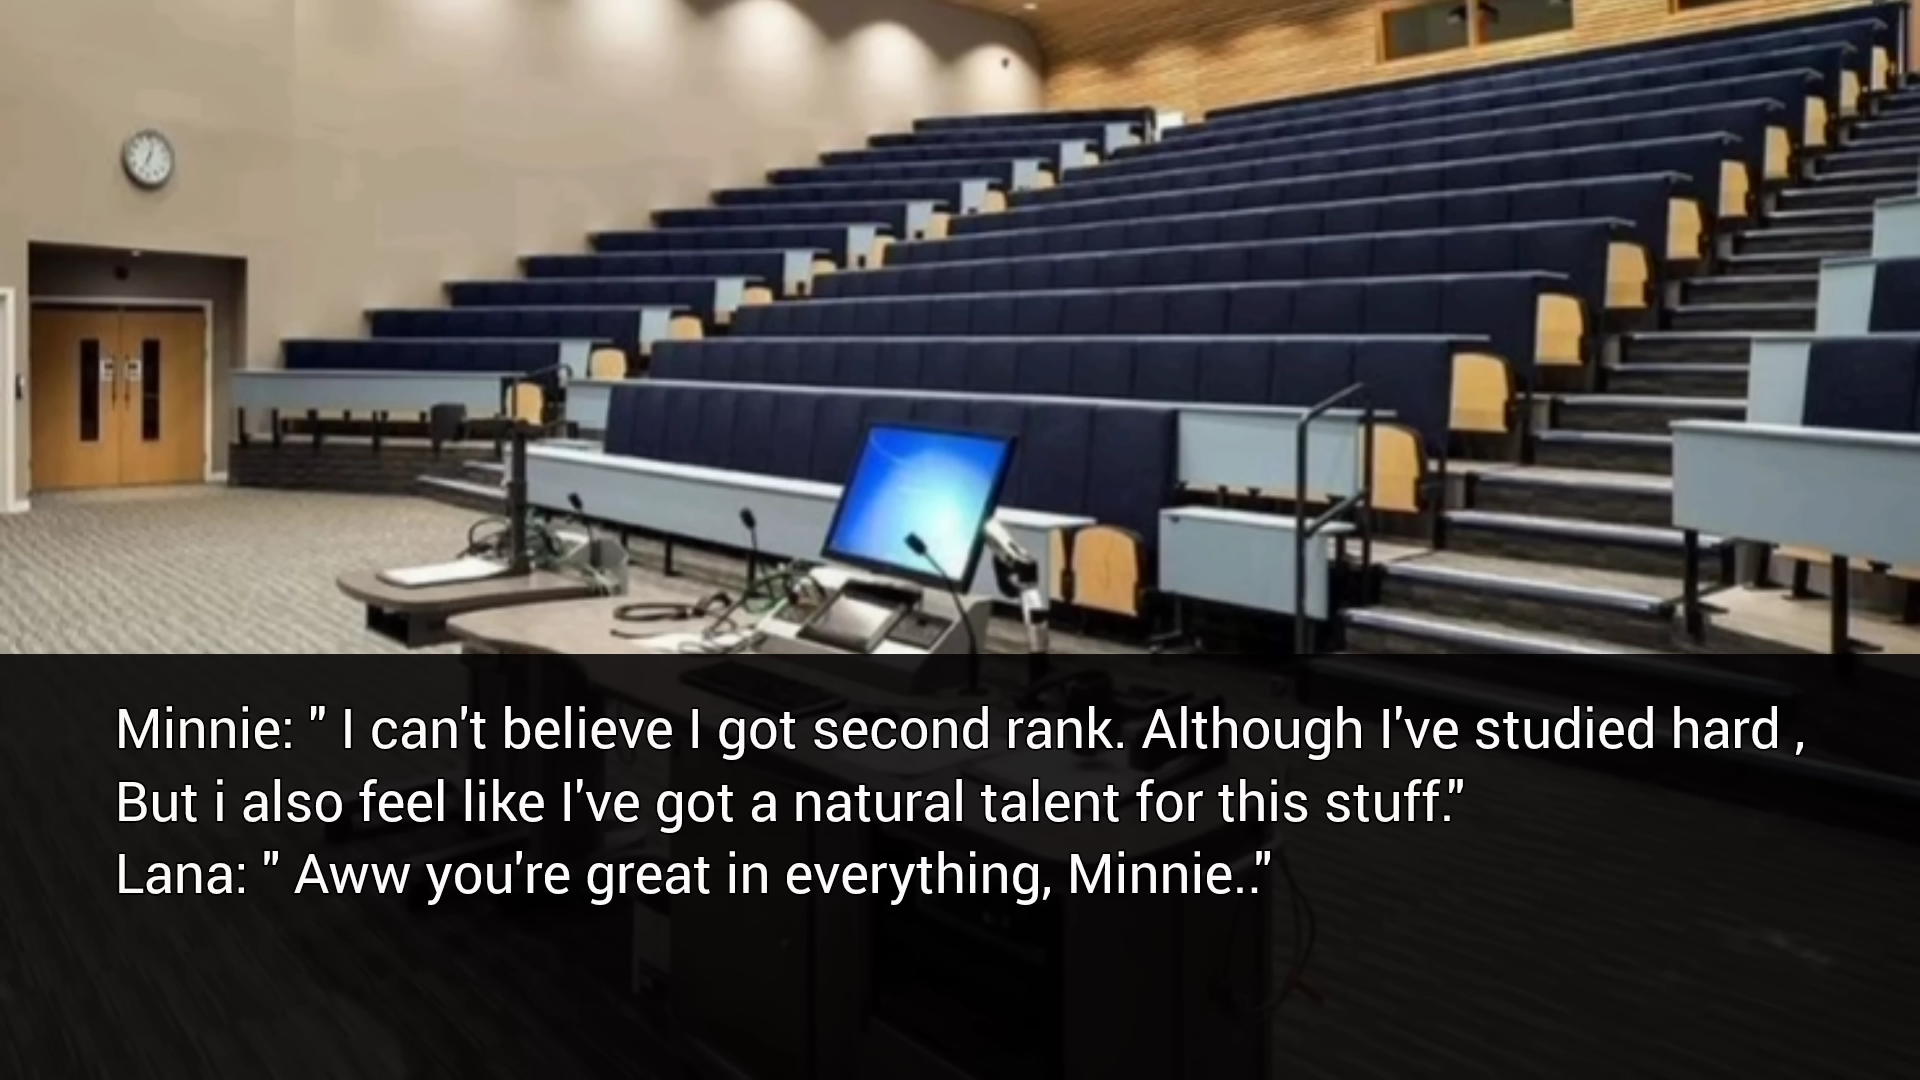 Minnie: " I can't believe I got second rank. Although I've studied hard ,
But i also feel like I've got a natural talent for this stuff."
Lana: " Aww you're great in everything, Minnie.."